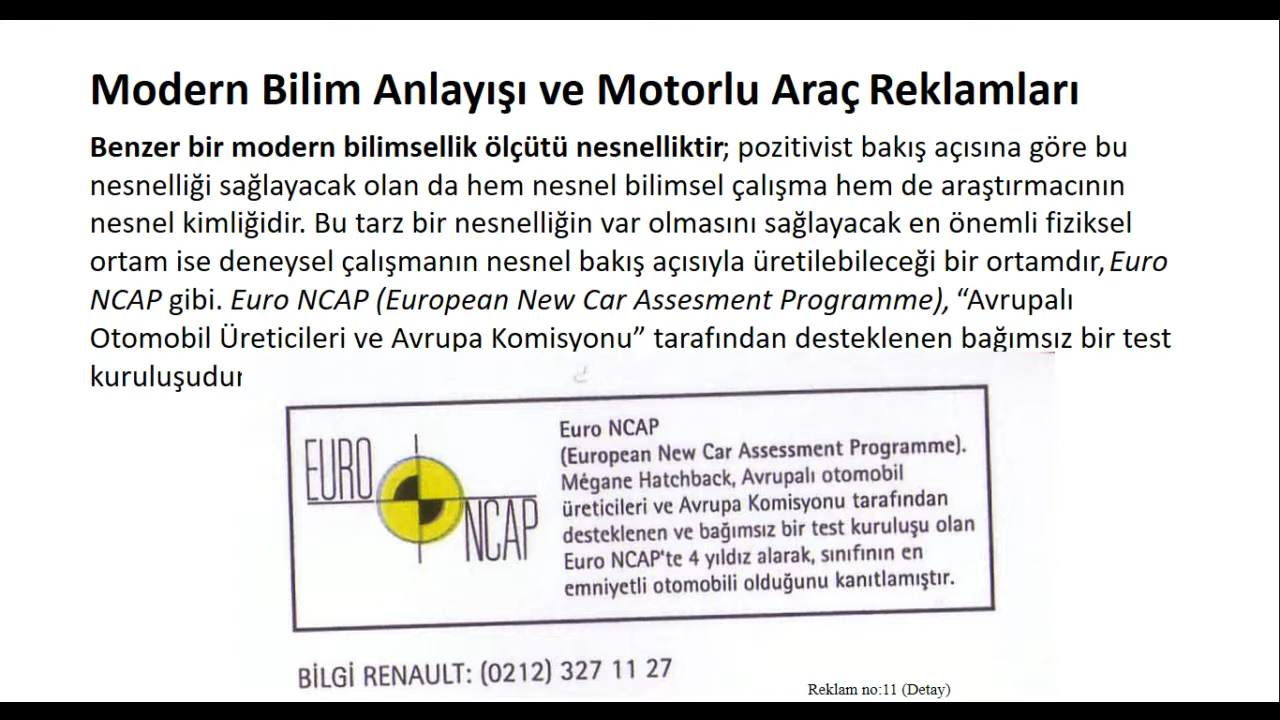 Modern Bilim Anlayışı ve Motorlu Araç Reklamları
Benzer bir modern bilimsellik ölçütü nesnelliktir; pozitivist bakış açısına göre bu
nesnelliği sağlayacak olan da hem nesnel bilimsel çalışma hem de araştırmacının
nesnel kimliğidir. Bu tarz bir nesnelliğin var olmasını sağlayacak en önemli fiziksel
ortam ise deneysel çalışmanın nesnel bakış açısıyla üretilebileceği bir ortamdır, Euro
NCAP gibi. Euro NCAP (European New Car Assesment Programme), “Avrupalı
Otomobil Üreticileri ve Avrupa Komisyonu” tarafından desteklenen bağımsız bir test
kuruluşudur
EURO
NCAP
Euro NCAP
(European New Car Assessment Programme).
Mégane Hatchback, Avrupalı otomobil
üreticileri ve Avrupa Komisyonu tarafından
desteklenen ve bağımsız bir test kuruluşu olan
Euro NCAP'te 4 yıldız alarak, sınıfının en
emniyetli otomobili olduğunu kanıtlamıştır.
BİLGİ RENAULT: (0212) 327 11 27
Reklam no:11 (Detay)